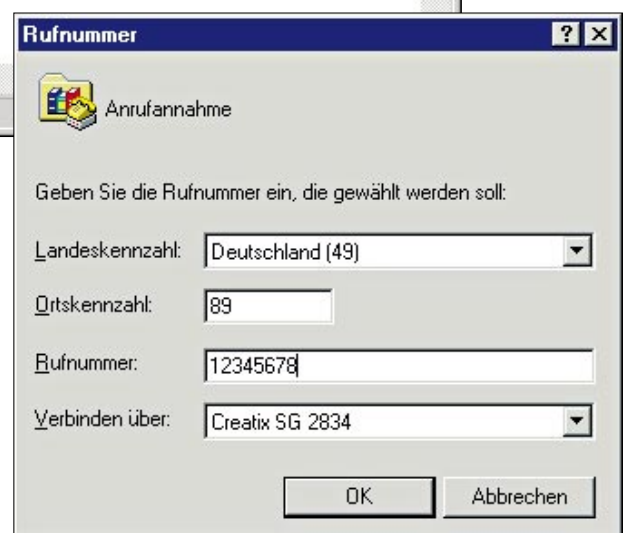 Rufnummer
Anrufannahme
Geben Sie die Rufnummer ein, die gewählt werden soll:
Landeskennzahl: Deutschland (49)
Ortskennzahl: 89
Rufnummer: 12345678
Verbinden über: Creatix SG 2834
OK Abbrechen